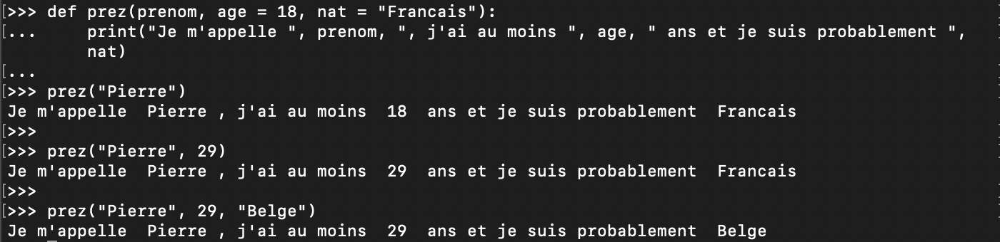 >>> def prez(prenom, age = 18, nat = "Francais"):
...     print("Je m'appelle ", prenom, ", j'ai au moins ", age, " ans et je suis probablement ",
        nat)
...
>>> prez("Pierre")
Je m'appelle  Pierre , j'ai au moins  18  ans et je suis probablement  Francais
>>>
>>> prez("Pierre", 29)
Je m'appelle  Pierre , j'ai au moins  29  ans et je suis probablement  Francais
>>>
>>> prez("Pierre", 29, "Belge")
Je m'appelle  Pierre , j'ai au moins  29  ans et je suis probablement  Belge